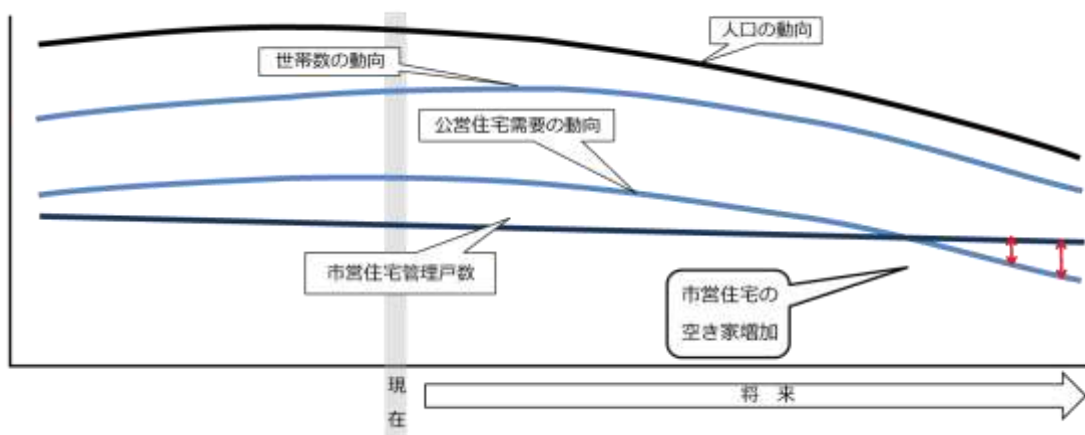 人口の動向
世帯数の動向
公営住宅需要の動向
市営住宅管理戸数
市営住宅の
空き家増加
現
在
将 来